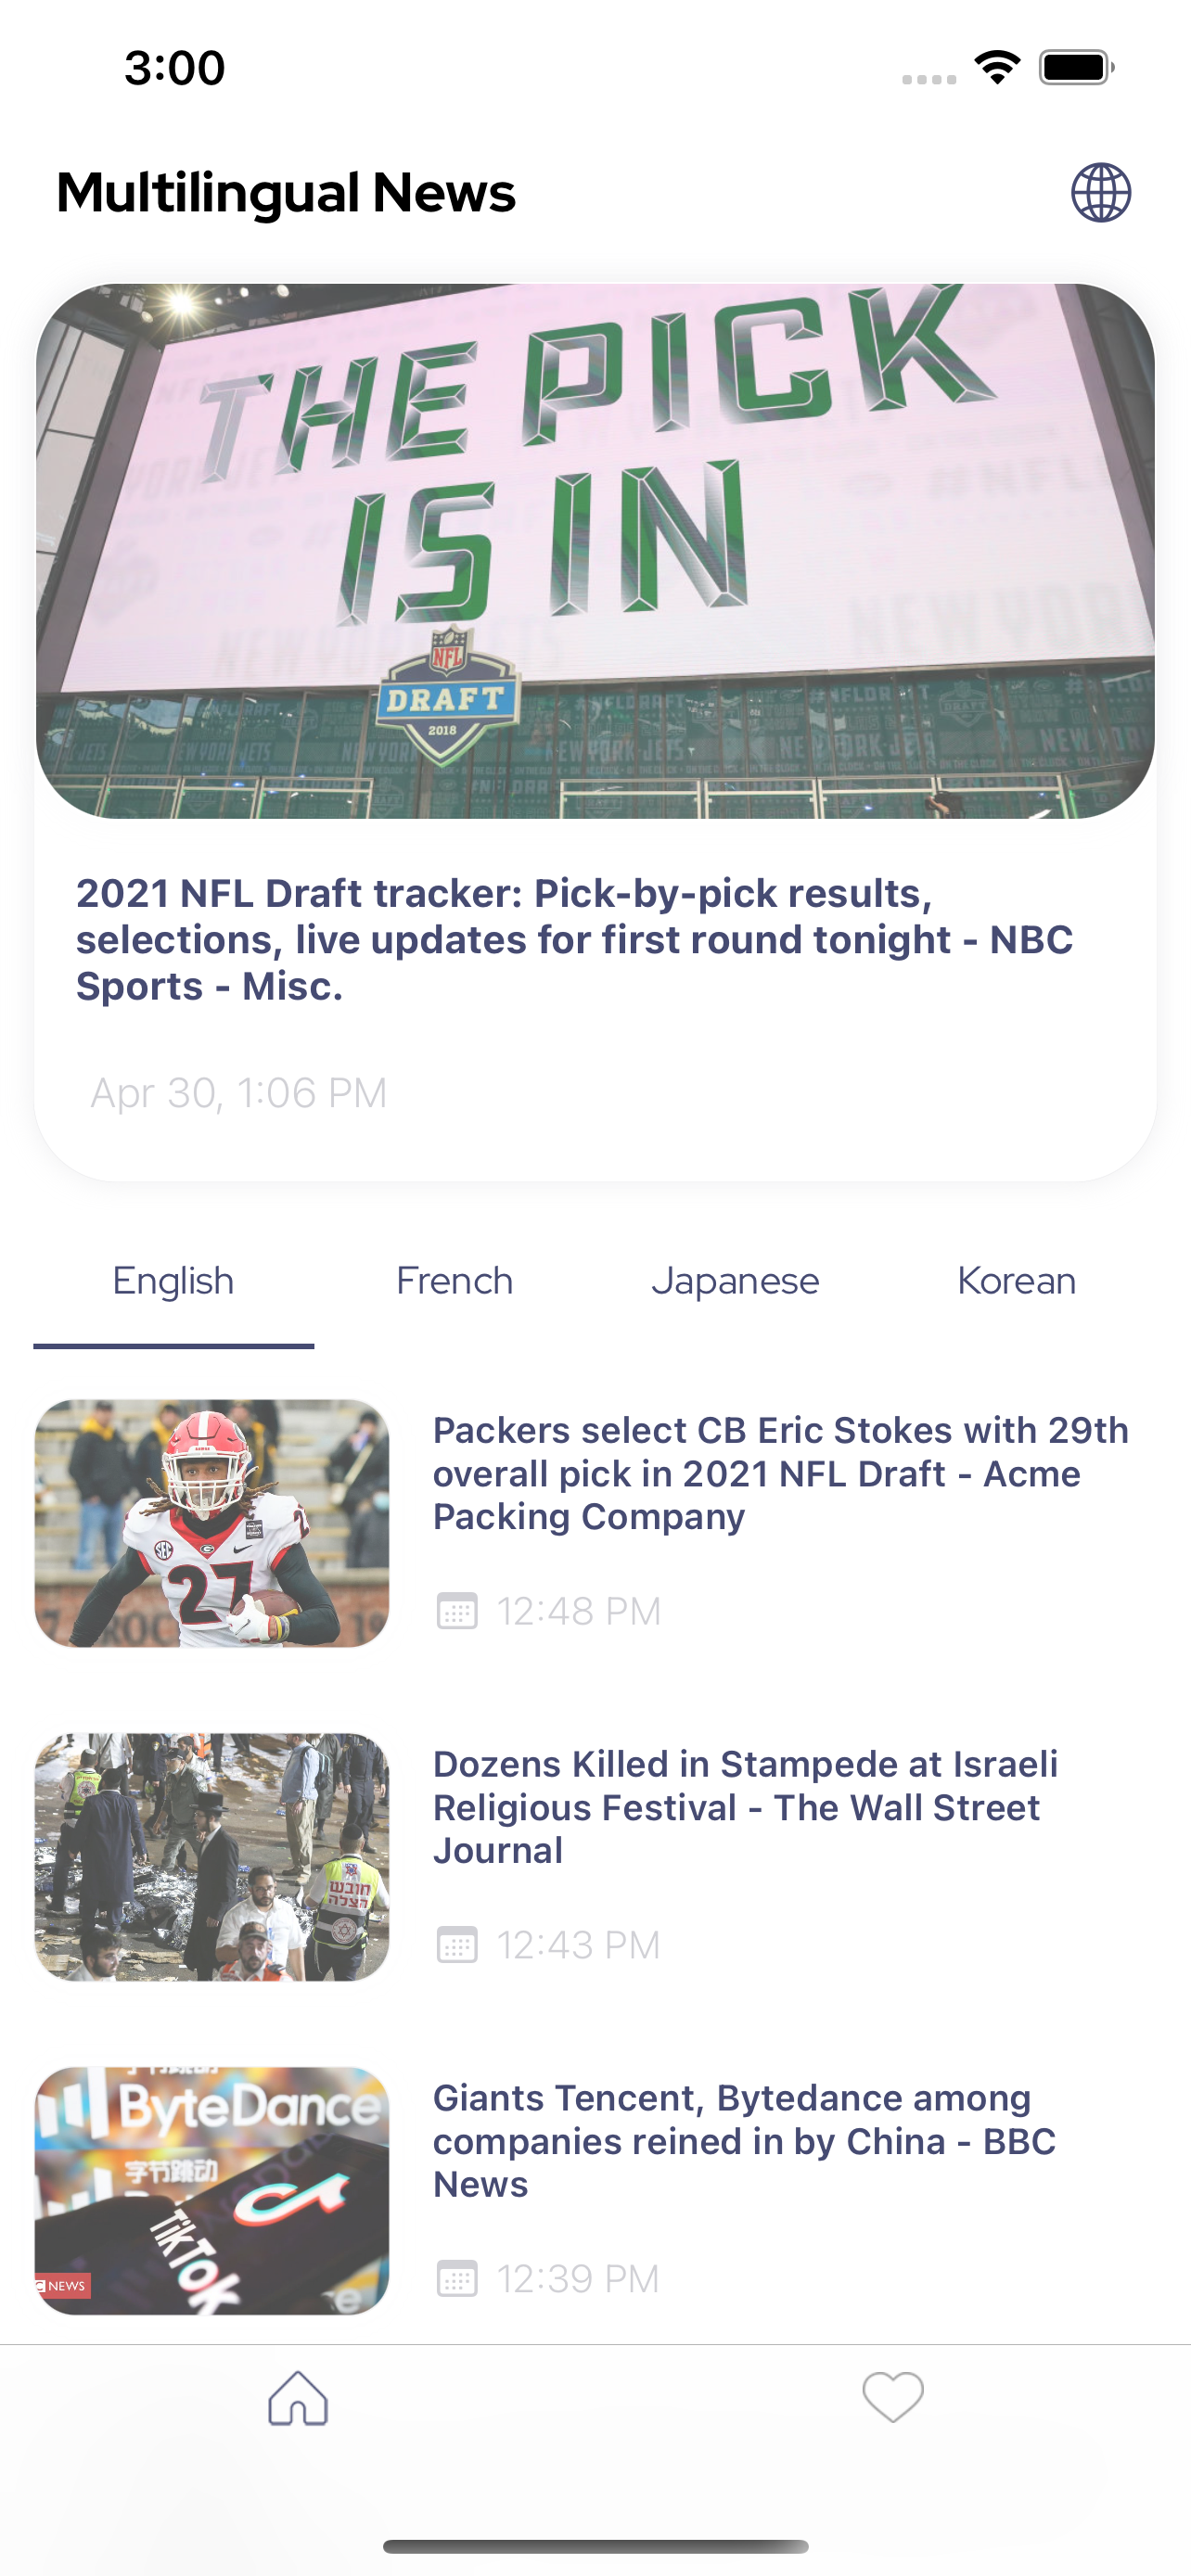 3:00
Multilingual News
THE PICK
IS IN
NFL
DRAFT
2018
2021 NFL Draft tracker: Pick-by-pick results,
selections, live updates for first round tonight - NBC
Sports - Misc.
Apr 30, 1:06 PM
English French Japanese Korean
Packers select CB Eric Stokes with 29th
overall pick in 2021 NFL Draft - Acme
Packing Company
12:48 PM
SEC
G
27
Dozens Killed in Stampede at Israeli
Religious Festival - The Wall Street
Journal
12:43 PM
חובש
הצלה
Giants Tencent, Bytedance among
companies reined in by China - BBC
News
12:39 PM
ByteDance
字节跳动
TikTok
NEWS